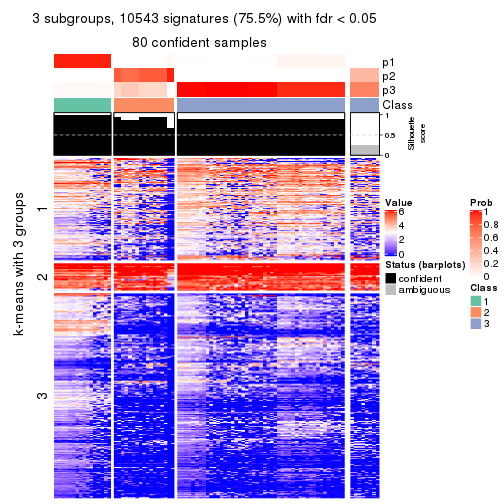 3 subgroups, 10543 signatures (75.5%) with fdr < 0.05
80 confident samples
p1
p2
p3
Class
1
0.5
0
Silhouette
score
k-means with 3 groups
1
2
3
Value
6
4
2
0
Status (barplots)
confident
ambiguous
Prob
1
0.8
0.6
0.4
0.2
0
Class
1
2
3